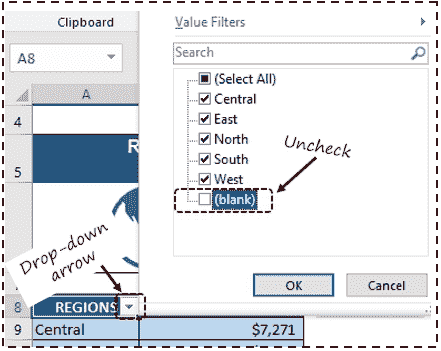 Clipboard
Value Filters
A8
Search
A
(Select All)
Central
East
North
South
West
(blank)
Uncheck
4
R
5
Drop-down
arrow
OK
Cancel
8
REGIONS
9
Central
$7,271